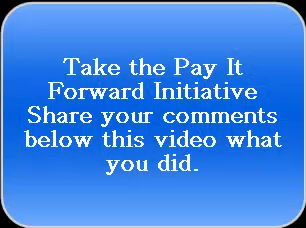 Take the Pay It
Forward Initiative
Share your comments
below this video what
you did.